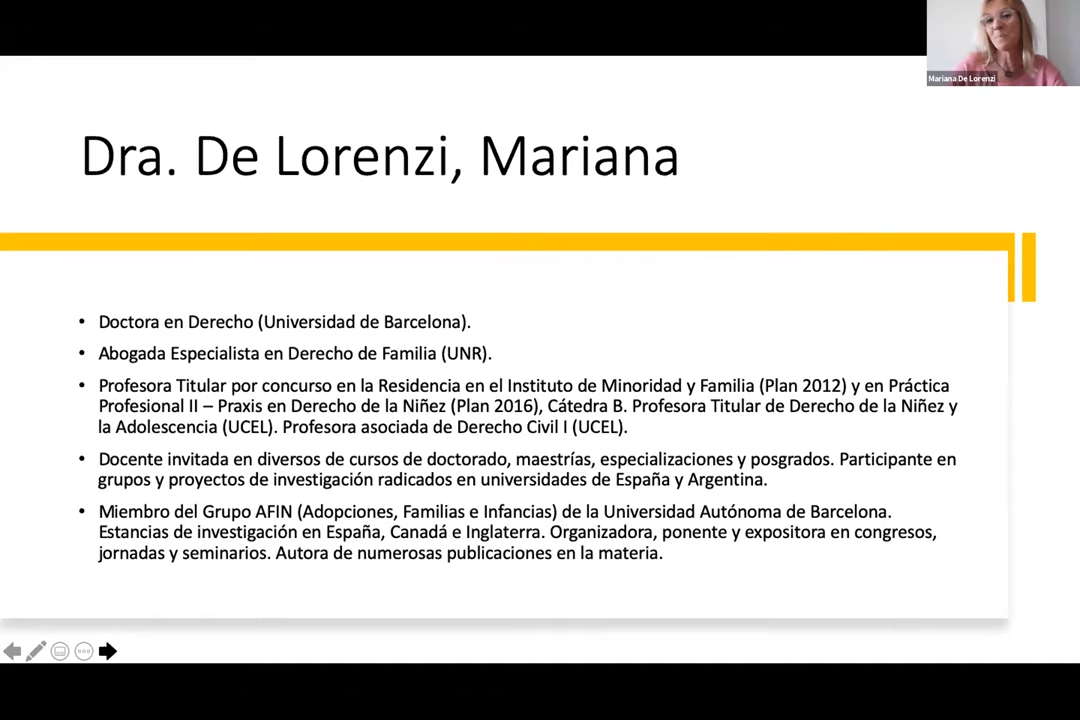 Mariana De Lorenzi
Dra. De Lorenzi, Mariana
• Doctora en Derecho (Universidad de Barcelona).
• Abogada Especialista en Derecho de Familia (UNR).
• Profesora Titular por concurso en la Residencia en el Instituto de Minoridad y Familia (Plan 2012) y en Práctica
Profesional II – Praxis en Derecho de la Niñez (Plan 2016), Cátedra B. Profesora Titular de Derecho de la Niñez y
la Adolescencia (UCEL). Profesora asociada de Derecho Civil I (UCEL).
• Docente invitada en diversos de cursos de doctorado, maestrías, especializaciones y posgrados. Participante en
grupos y proyectos de investigación radicados en universidades de España y Argentina.
• Miembro del Grupo AFIN (Adopciones, Familias e Infancias) de la Universidad Autónoma de Barcelona.
Estancias de investigación en España, Canadá e Inglaterra. Organizadora, ponente y expositora en congresos,
jornadas y seminarios. Autora de numerosas publicaciones en la materia.